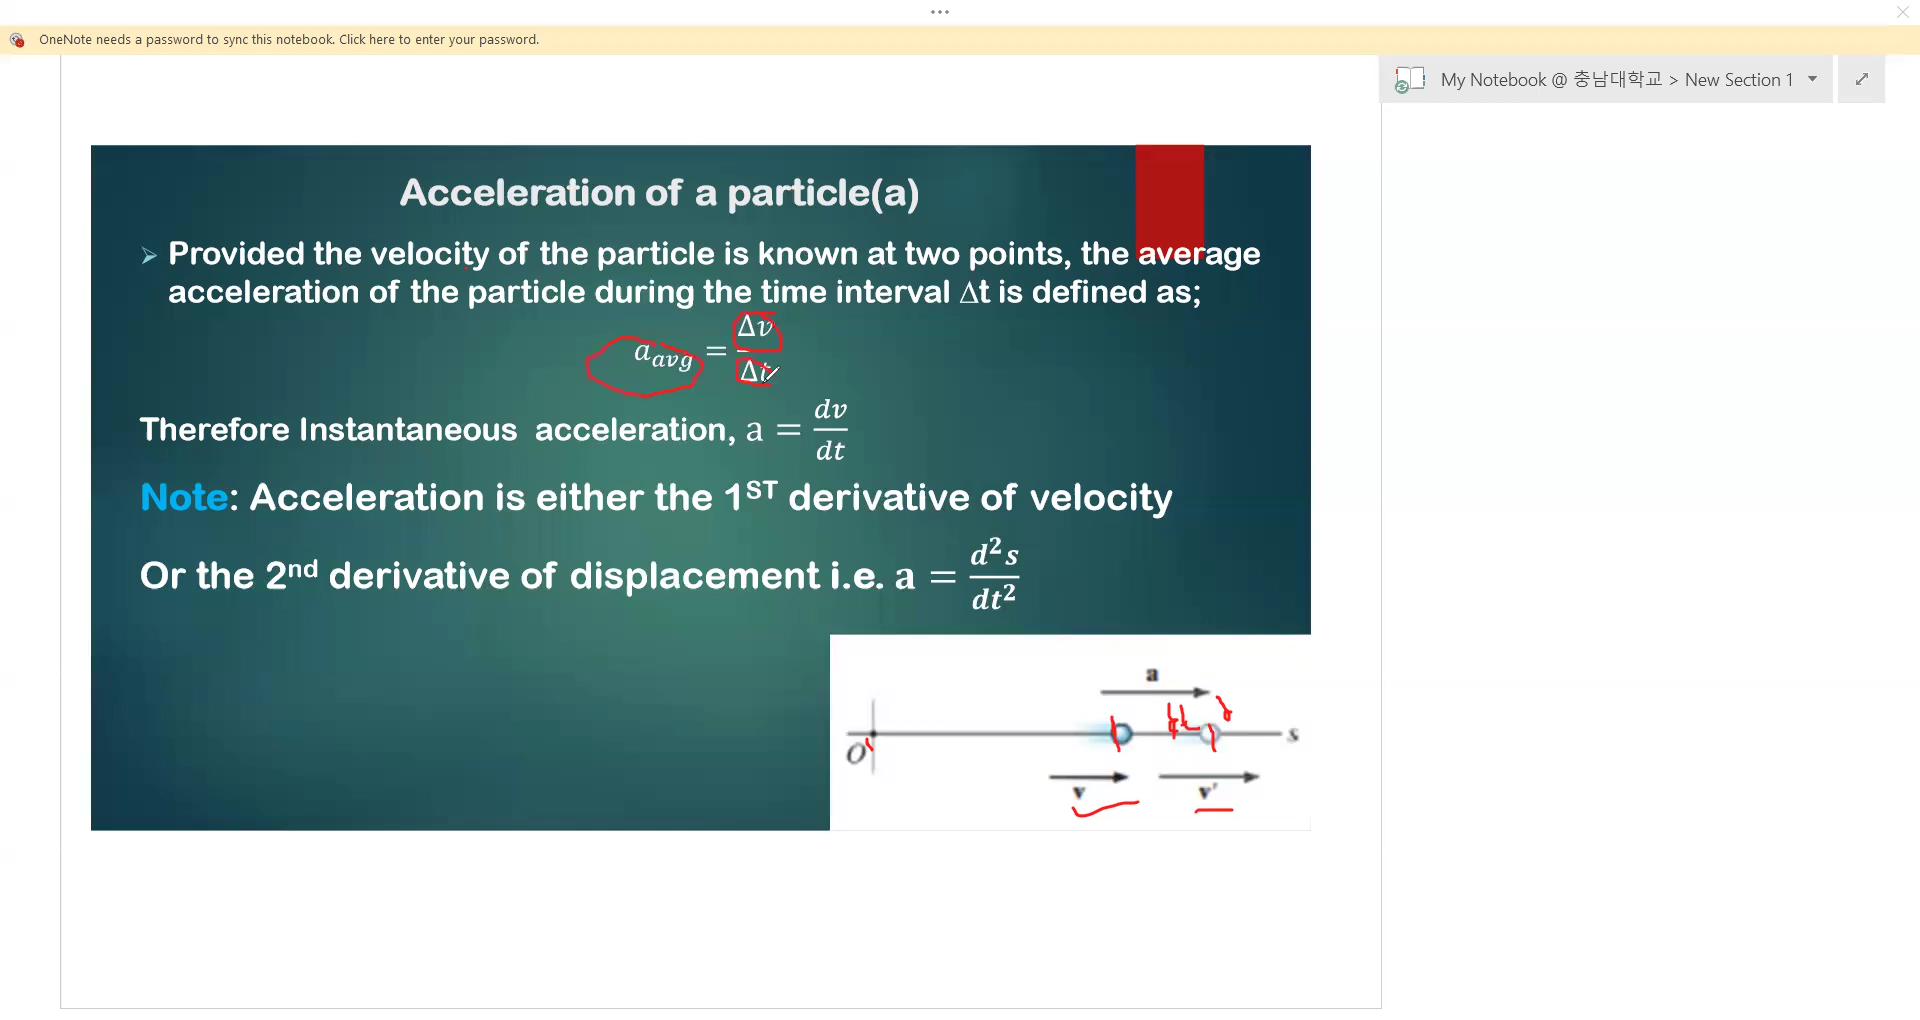 OneNote needs a password to sync this notebook. Click here to enter your password.
My Notebook @ 충남대학교 > New Section 1
Acceleration of a particle(a)
➢ Provided the velocity of the particle is known at two points, the average
acceleration of the particle during the time interval Δt is defined as;
a_avg = Δv/Δt
Therefore Instantaneous acceleration, a = dv/dt
Note: Acceleration is either the 1ST derivative of velocity
Or the 2nd derivative of displacement i.e. a = d²s/dt²
a
O
s
v
v'